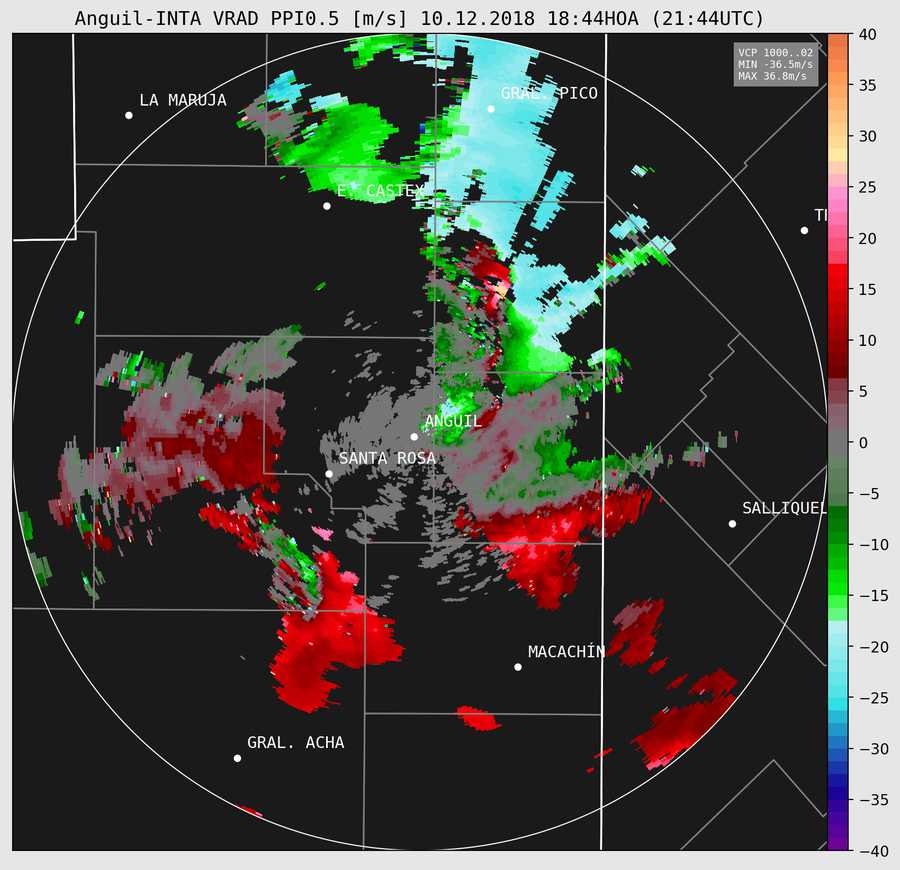 Anguil-INTA VRAD PPI0.5 [m/s] 10.12.2018 18:44HOA (21:44UTC)
VCP 1000..02
MIN -36.5m/s
MAX 36.8m/s
LA MARUJA
GRAL. PICO
E. CASTEX
TR
ANGUIL
SANTA ROSA
SALLIQUEL
MACACHÍN
GRAL. ACHA
40
35
30
25
20
15
10
5
0
−5
−10
−15
−20
−25
−30
−35
−40